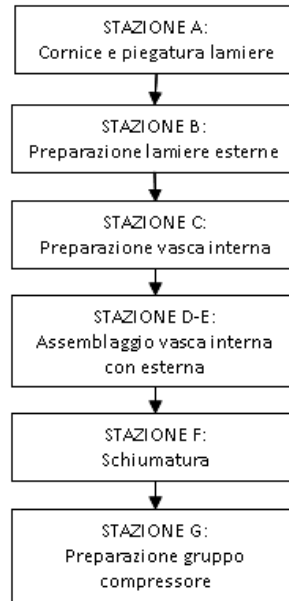 STAZIONE A:
Cornice e piegatura lamiere
STAZIONE B:
Preparazione lamiere esterne
STAZIONE C:
Preparazione vasca interna
STAZIONE D-E:
Assemblaggio vasca interna
con esterna
STAZIONE F:
Schiumatura
STAZIONE G:
Preparazione gruppo
compressore